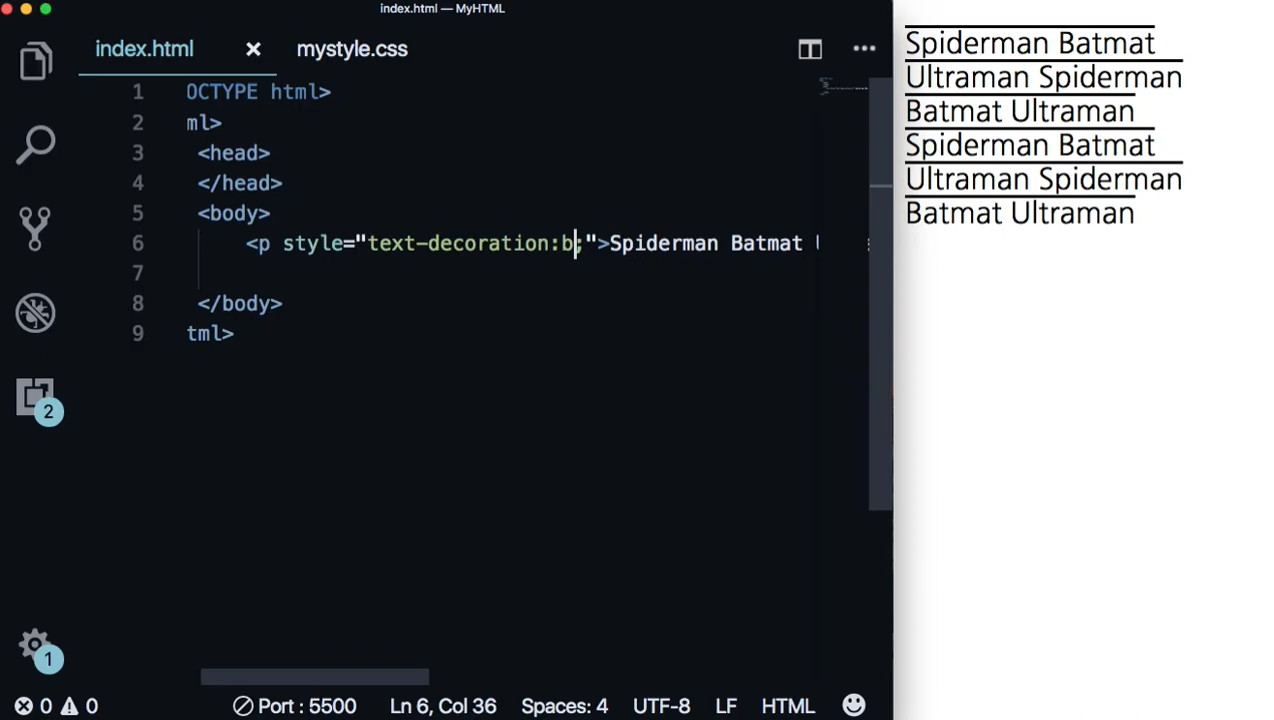 index.html — MyHTML
index.html
mystyle.css
1 OCTYPE html>
2 ml>
3 <head>
4 </head>
5 <body>
6 <p style="text-decoration:b;">Spiderman Batmat
7
8 </body>
9 tml>
2
1
0 0
Port : 5500
Ln 6, Col 36
Spaces: 4
UTF-8
LF
HTML
Spiderman Batmat
Ultraman Spiderman
Batmat Ultraman
Spiderman Batmat
Ultraman Spiderman
Batmat Ultraman